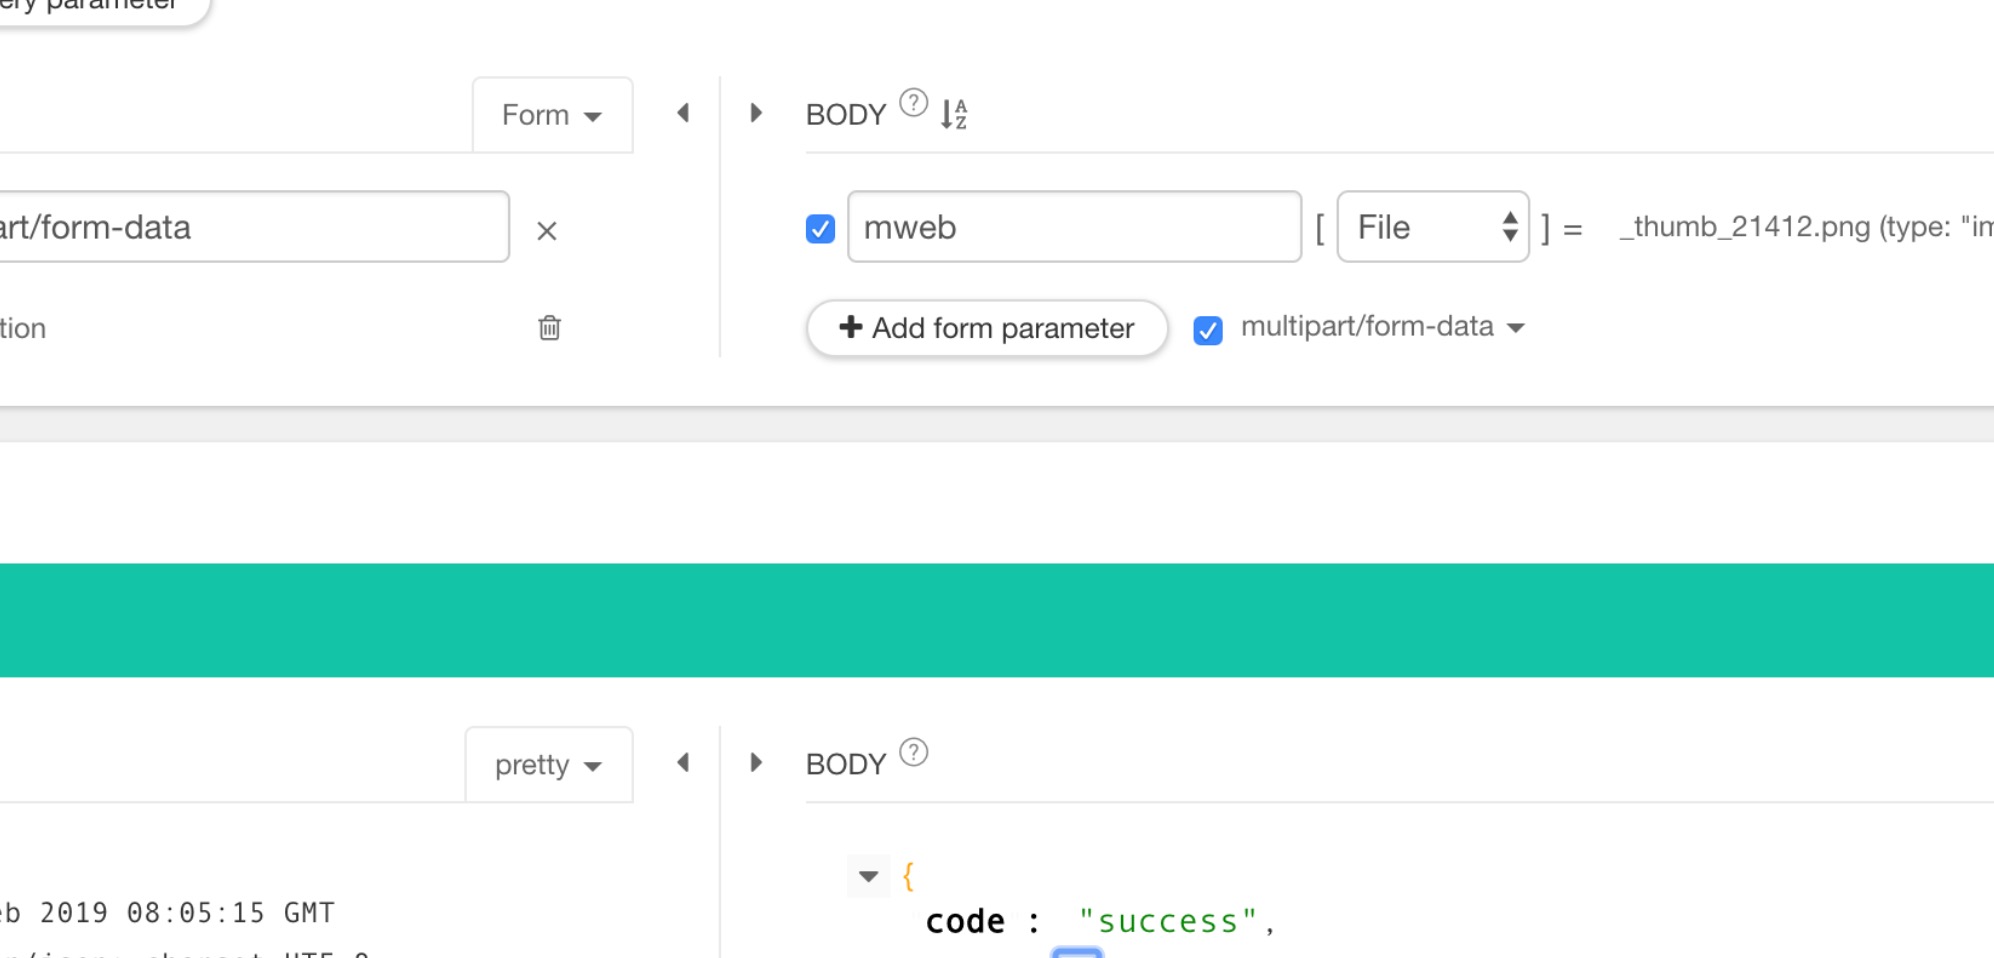 ery parameter
Form
BODY ? A Z
art/form-data ×
mweb [ File ] = _thumb_21412.png (type: "im
tion
+ Add form parameter multipart/form-data
pretty
BODY ?
{
code : "success",
eb 2019 08:05:15 GMT